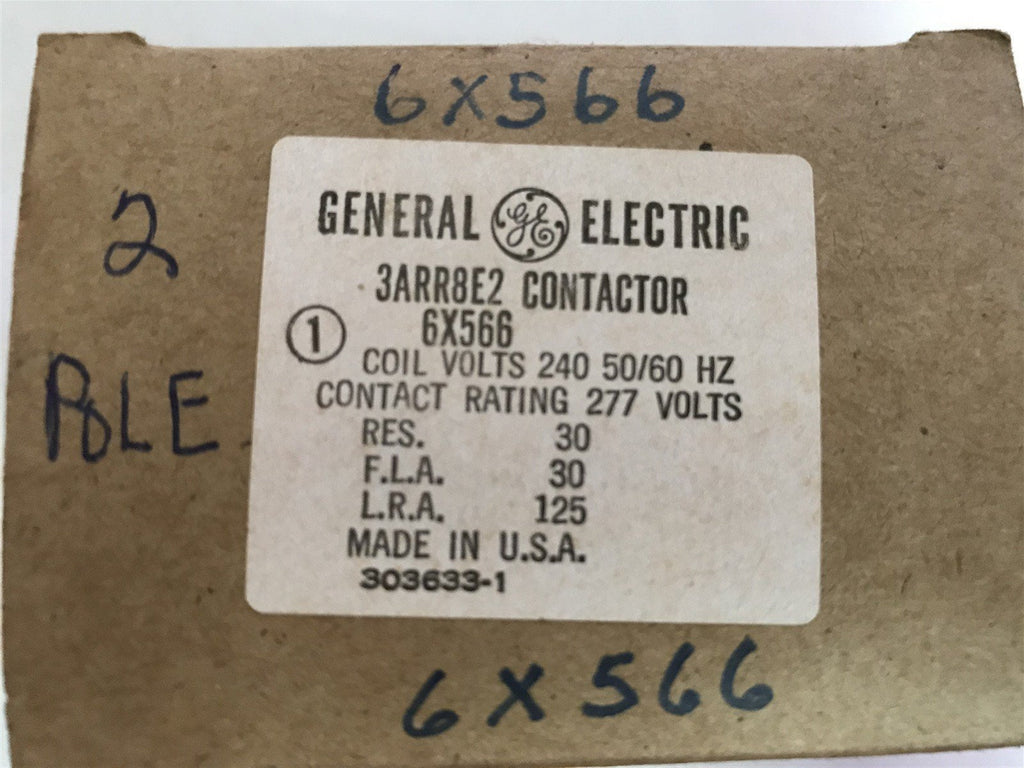 6X566
2
POLE
GENERAL GE ELECTRIC
3ARR8E2 CONTACTOR
1 6X566
COIL VOLTS 240 50/60 HZ
CONTACT RATING 277 VOLTS
RES. 30
F.L.A. 30
L.R.A. 125
MADE IN U.S.A.
303633-1
6X566